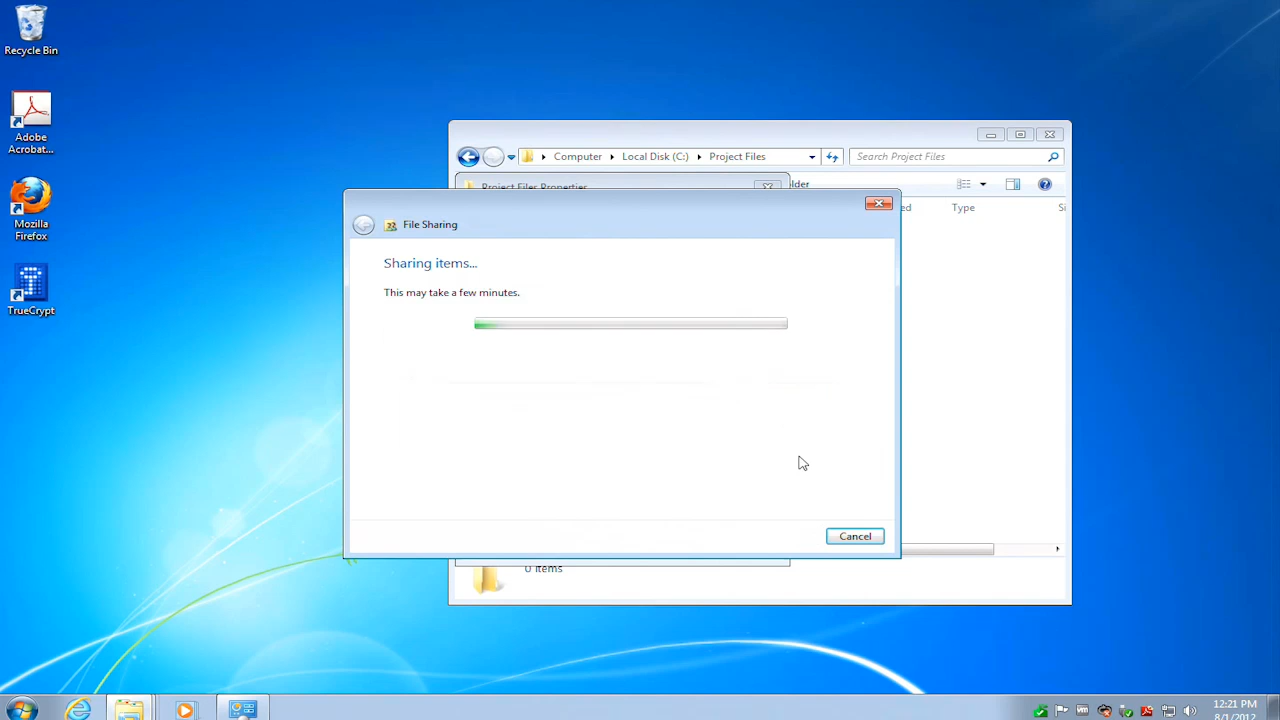 Recycle Bin
Adobe
Acrobat...
Mozilla
Firefox
TrueCrypt
Computer
Local Disk (C:)
Project Files
Search Project Files
Project Files Properties
lder
ed
Type
Si
File Sharing
Sharing items...
This may take a few minutes.
Cancel
0 items
12:21 PM
8/1/2012